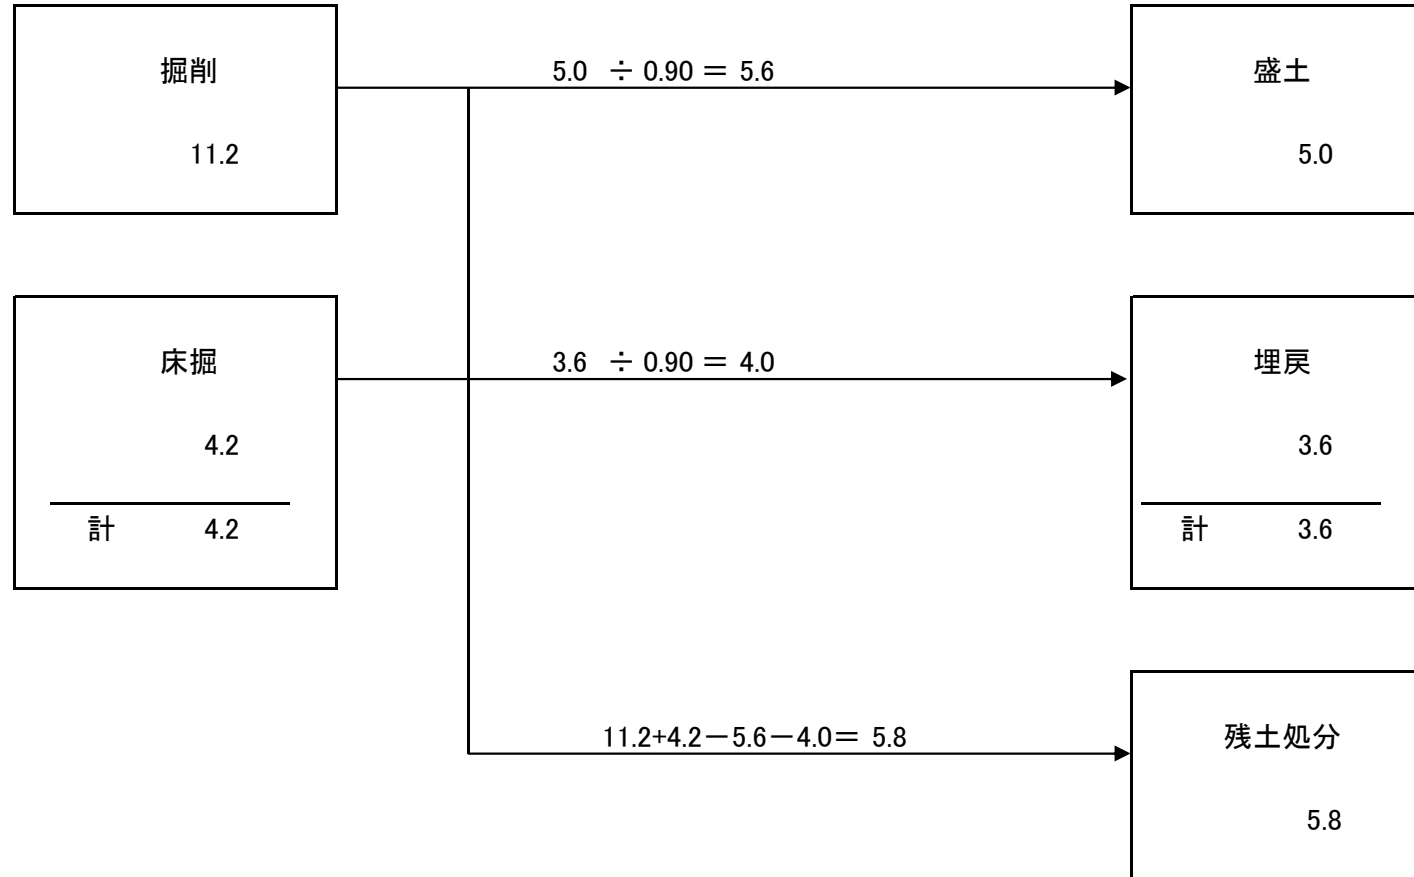 掘削
11.2
5.0 ÷ 0.90 = 5.6
盛土
5.0
床掘
4.2
計 4.2
3.6 ÷ 0.90 = 4.0
埋戻
3.6
計 3.6
11.2+4.2-5.6-4.0= 5.8
残土処分
5.8